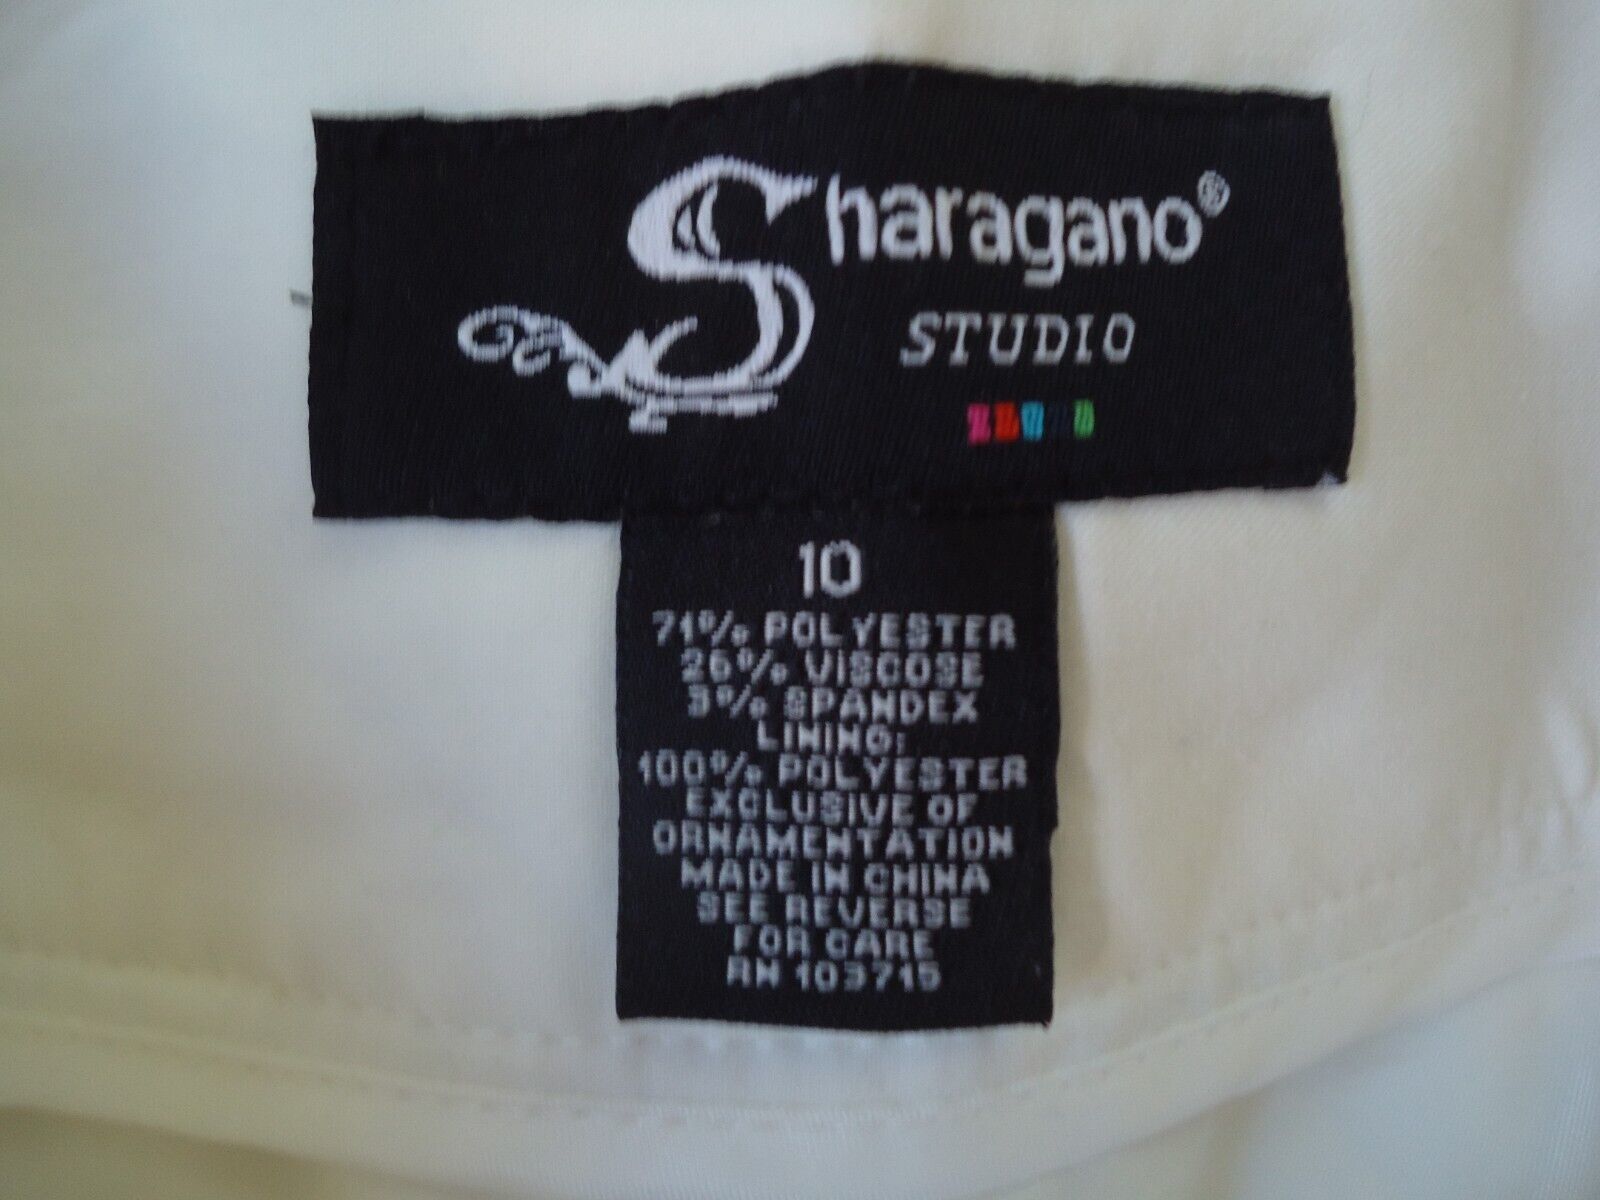 Sharagano®
STUDIO
10
71% POLYESTER
26% VISCOSE
3% SPANDEX
LINING:
100% POLYESTER
EXCLUSIVE OF
ORNAMENTATION
MADE IN CHINA
SEE REVERSE
FOR CARE
RN 103715